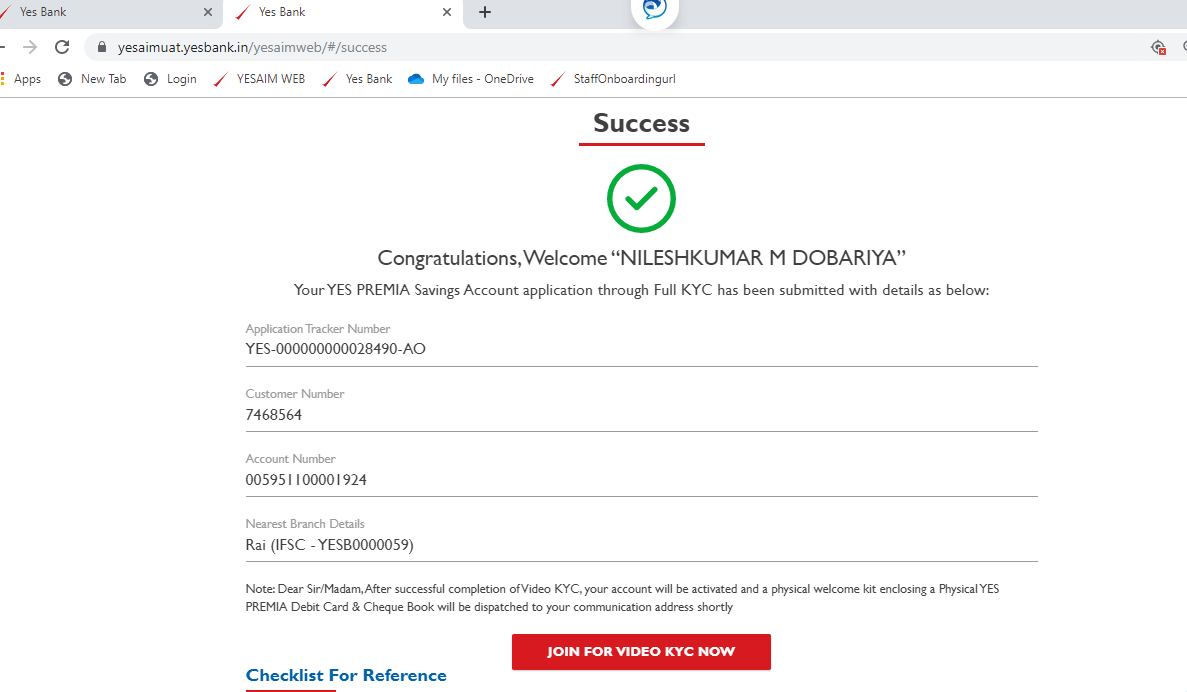 Yes Bank
Yes Bank
yesaimuat.yesbank.in/yesaimweb/#/success
Apps New Tab Login YESAIM WEB Yes Bank My files - OneDrive StaffOnboardingurl
Success
Congratulations, Welcome “NILESHKUMAR M DOBARIYA”
Your YES PREMIA Savings Account application through Full KYC has been submitted with details as below:
Application Tracker Number
YES-000000000028490-AO
Customer Number
7468564
Account Number
005951100001924
Nearest Branch Details
Rai (IFSC - YESB0000059)
Note: Dear Sir/Madam, After successful completion of Video KYC, your account will be activated and a physical welcome kit enclosing a Physical YES
PREMIA Debit Card & Cheque Book will be dispatched to your communication address shortly
JOIN FOR VIDEO KYC NOW
Checklist For Reference